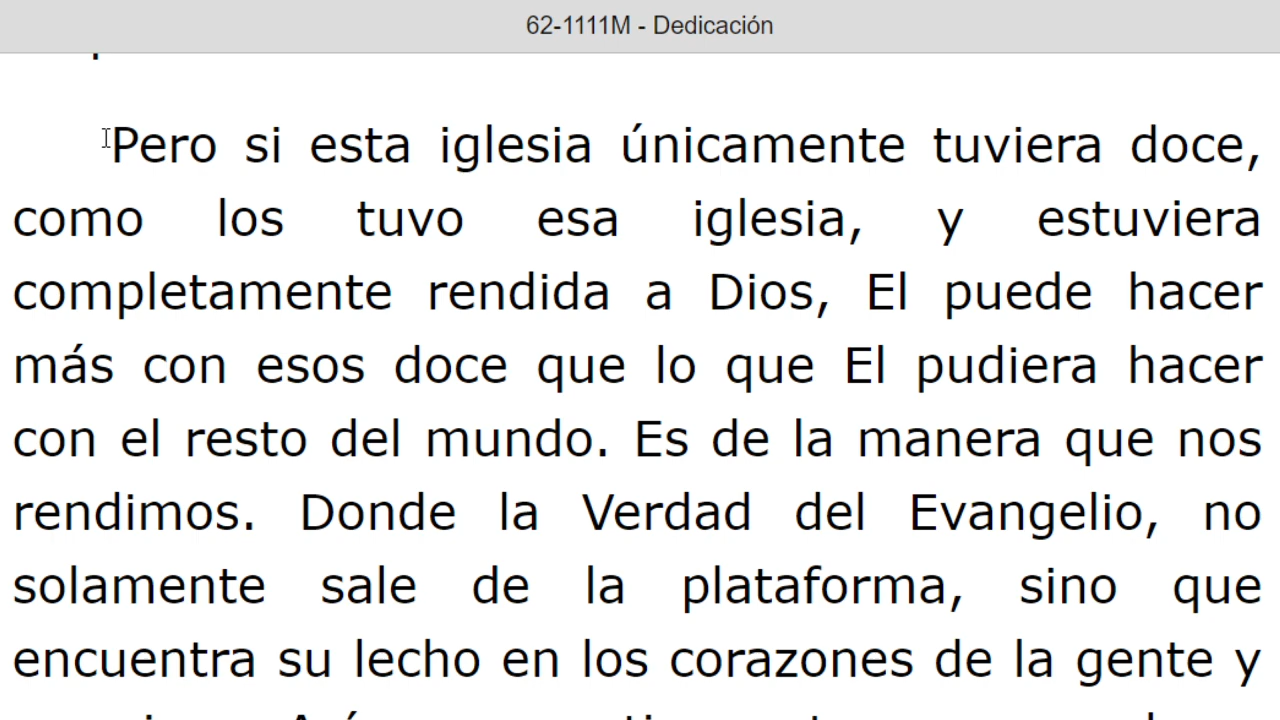 62-1111M - Dedicación
Pero si esta iglesia únicamente tuviera doce,
como los tuvo esa iglesia, y estuviera
completamente rendida a Dios, El puede hacer
más con esos doce que lo que El pudiera hacer
con el resto del mundo. Es de la manera que nos
rendimos. Donde la Verdad del Evangelio, no
solamente sale de la plataforma, sino que
encuentra su lecho en los corazones de la gente y